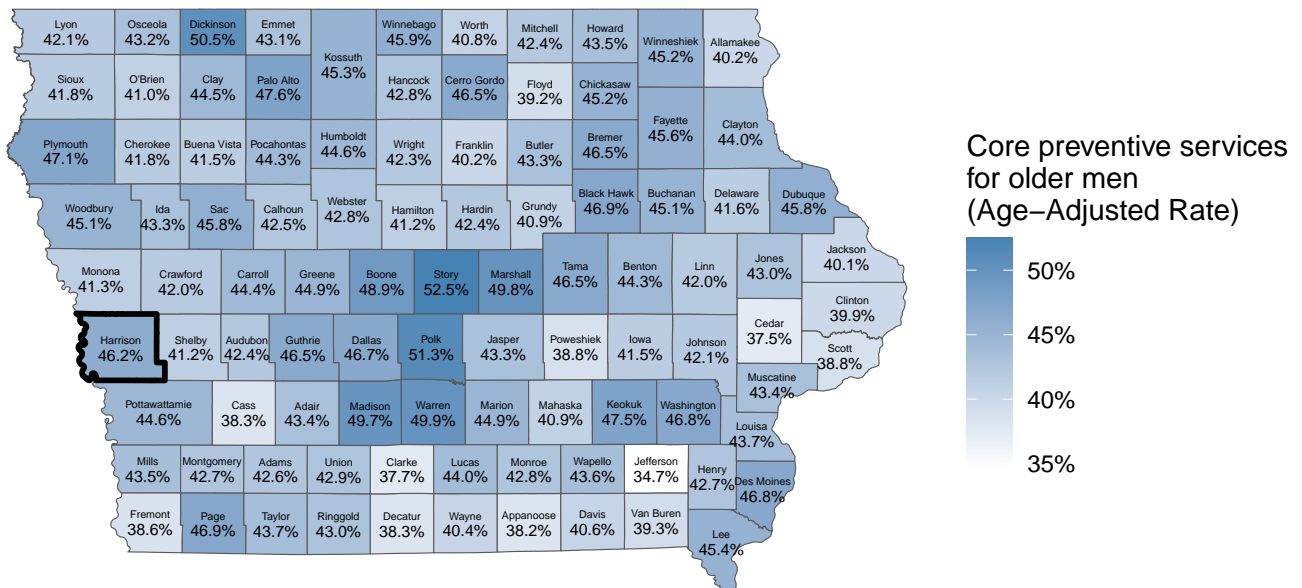 Lyon
42.1%
Osceola
43.2%
Dickinson
50.5%
Emmet
43.1%
Kossuth
45.3%
Winnebago
45.9%
Worth
40.8%
Mitchell
42.4%
Howard
43.5%
Winneshiek
45.2%
Allamakee
40.2%
Sioux
41.8%
O'Brien
41.0%
Clay
44.5%
Palo Alto
47.6%
Hancock
42.8%
Cerro Gordo
46.5%
Floyd
39.2%
Chickasaw
45.2%
Plymouth
47.1%
Cherokee
41.8%
Buena Vista
41.5%
Pocahontas
44.3%
Humboldt
44.6%
Wright
42.3%
Franklin
40.2%
Butler
43.3%
Bremer
46.5%
Fayette
45.6%
Clayton
44.0%
Woodbury
45.1%
Ida
43.3%
Sac
45.8%
Calhoun
42.5%
Webster
42.8%
Hamilton
41.2%
Hardin
42.4%
Grundy
40.9%
Black Hawk
46.9%
Buchanan
45.1%
Delaware
41.6%
Dubuque
45.8%
Monona
41.3%
Crawford
42.0%
Carroll
44.4%
Greene
44.9%
Boone
48.9%
Story
52.5%
Marshall
49.8%
Tama
46.5%
Benton
44.3%
Linn
42.0%
Jones
43.0%
Jackson
40.1%
Clinton
39.9%
Harrison
46.2%
Shelby
41.2%
Audubon
42.4%
Guthrie
46.5%
Dallas
46.7%
Polk
51.3%
Jasper
43.3%
Poweshiek
38.8%
Iowa
41.5%
Johnson
42.1%
Cedar
37.5%
Scott
38.8%
Muscatine
43.4%
Pottawattamie
44.6%
Cass
38.3%
Adair
43.4%
Madison
49.7%
Warren
49.9%
Marion
44.9%
Mahaska
40.9%
Keokuk
47.5%
Washington
46.8%
Louisa
43.7%
Mills
43.5%
Montgomery
42.7%
Adams
42.6%
Union
42.9%
Clarke
37.7%
Lucas
44.0%
Monroe
42.8%
Wapello
43.6%
Jefferson
34.7%
Henry
42.7%
Des Moines
46.8%
Fremont
38.6%
Page
46.9%
Taylor
43.7%
Ringgold
43.0%
Decatur
38.3%
Wayne
40.4%
Appanoose
38.2%
Davis
40.6%
Van Buren
39.3%
Lee
45.4%
Core preventive services
for older men
(Age−Adjusted Rate)
50%
45%
40%
35%